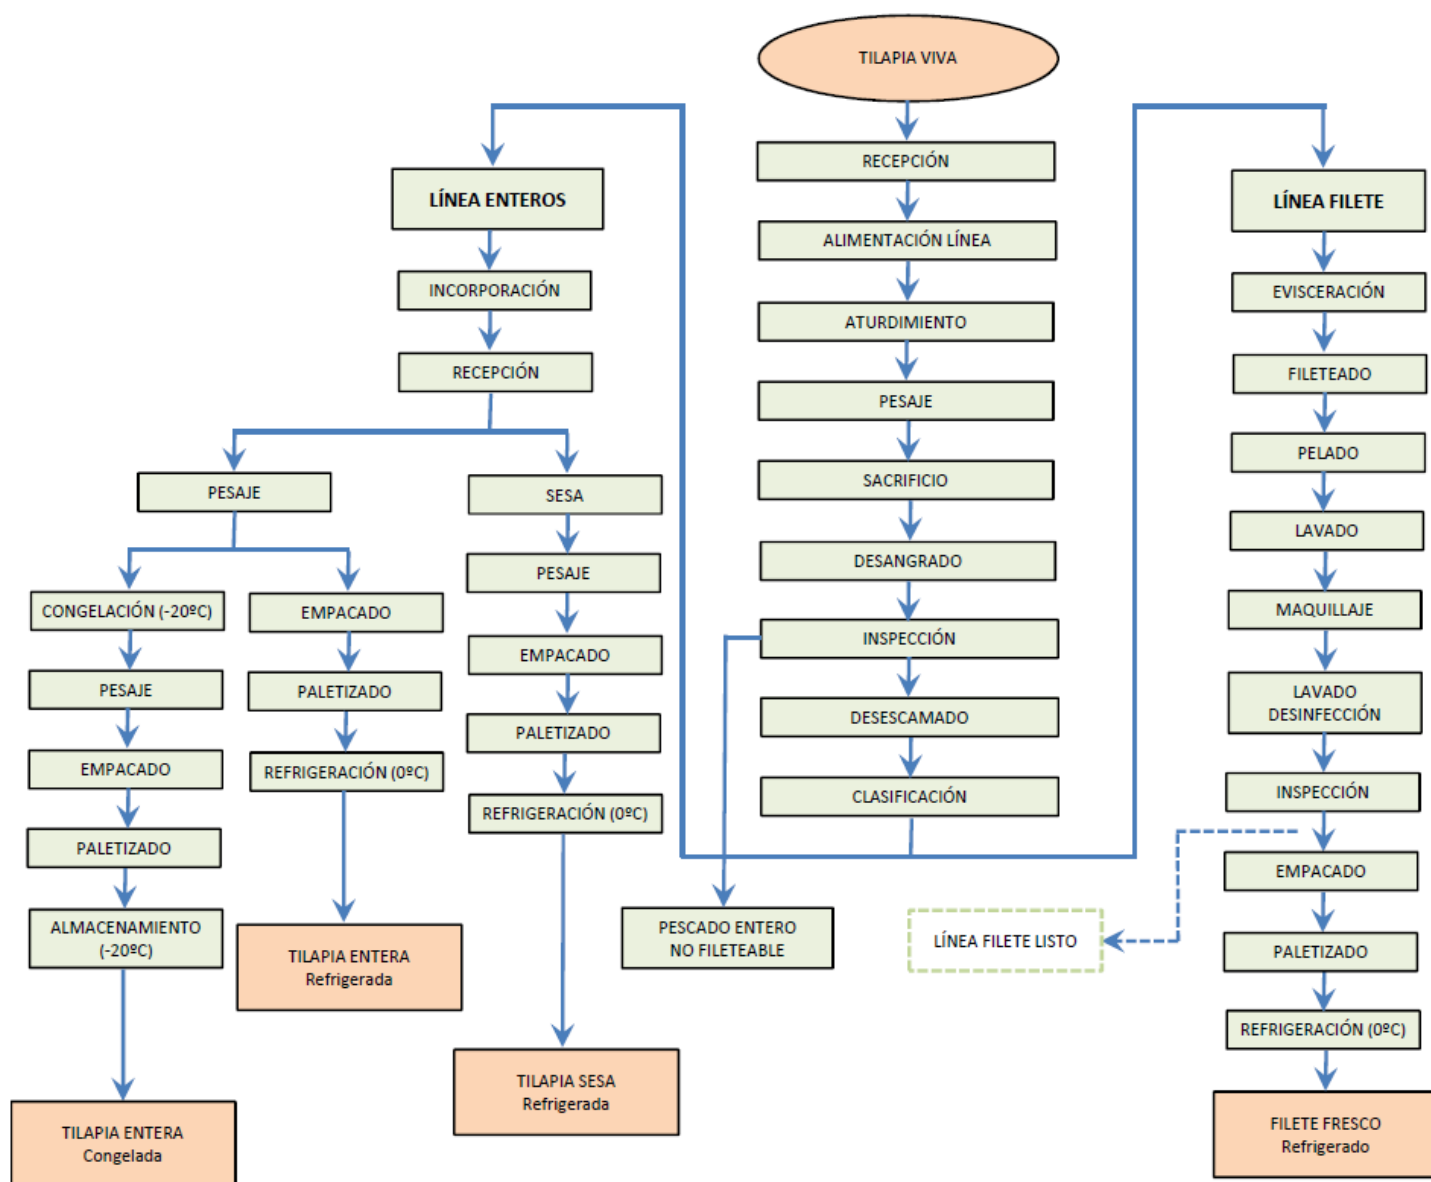 TILAPIA VIVA
RECEPCIÓN
ALIMENTACIÓN LÍNEA
ATURDIMIENTO
PESAJE
SACRIFICIO
DESANGRADO
INSPECCIÓN
DESESCAMADO
CLASIFICACIÓN
PESCADO ENTERO
NO FILETEABLE
LÍNEA ENTEROS
INCORPORACIÓN
RECEPCIÓN
PESAJE
CONGELACIÓN (-20ºC)
PESAJE
EMPACADO
PALETIZADO
ALMACENAMIENTO
(-20ºC)
TILAPIA ENTERA
Congelada
EMPACADO
PALETIZADO
REFRIGERACIÓN (0ºC)
TILAPIA ENTERA
Refrigerada
SESA
PESAJE
EMPACADO
PALETIZADO
REFRIGERACIÓN (0ºC)
TILAPIA SESA
Refrigerada
LÍNEA FILETE
EVISCERACIÓN
FILETEADO
PELADO
LAVADO
MAQUILLAJE
LAVADO
DESINFECCIÓN
INSPECCIÓN
LÍNEA FILETE LISTO
EMPACADO
PALETIZADO
REFRIGERACIÓN (0ºC)
FILETE FRESCO
Refrigerado